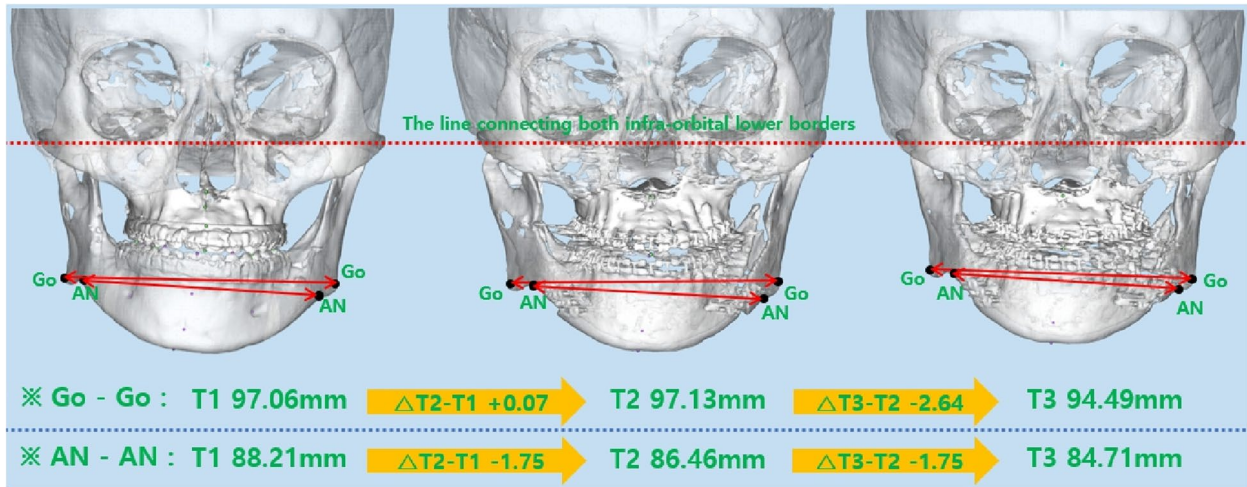 The line connecting both infra-orbital lower borders
Go
AN
Go
AN
Go
AN
Go
AN
Go
AN
Go
AN
※ Go - Go : T1 97.06mm △T2-T1 +0.07 T2 97.13mm △T3-T2 -2.64 T3 94.49mm
※ AN - AN : T1 88.21mm △T2-T1 -1.75 T2 86.46mm △T3-T2 -1.75 T3 84.71mm